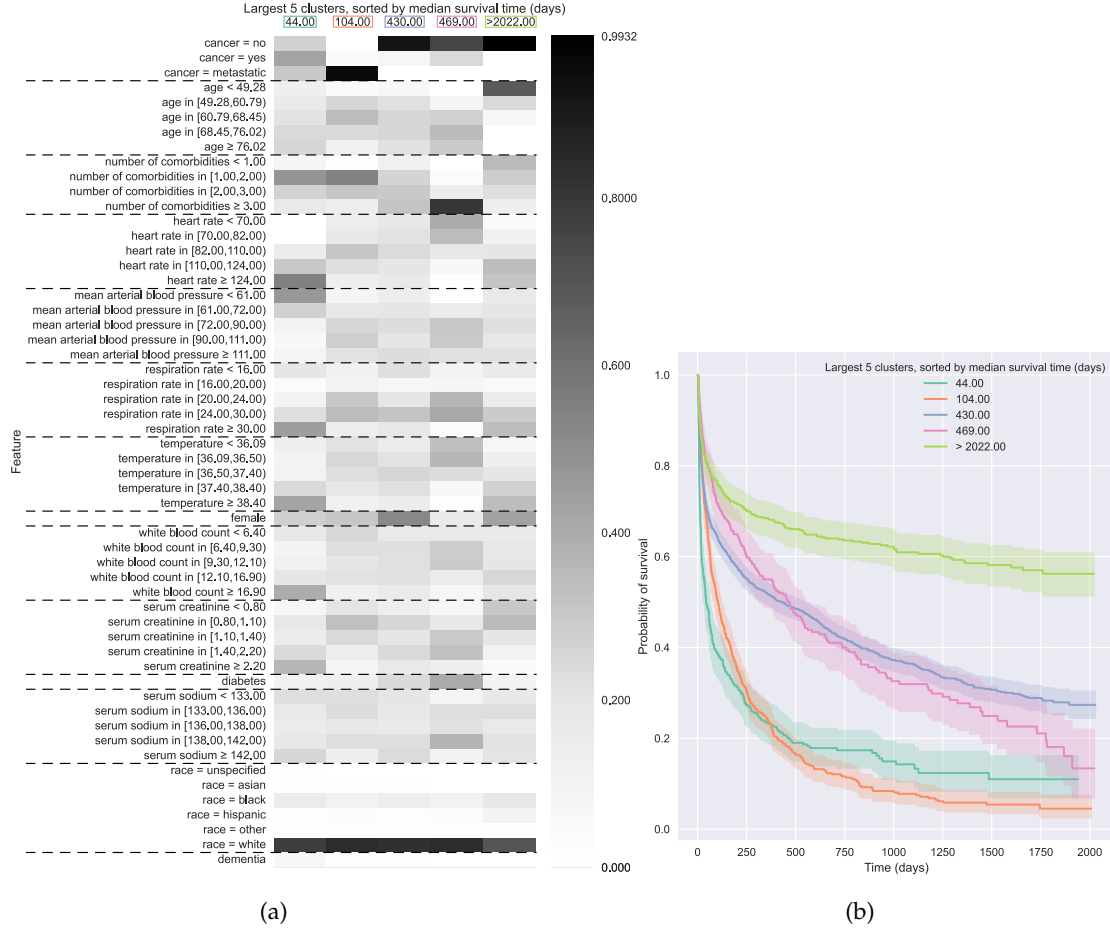 Largest 5 clusters, sorted by median survival time (days)
44.00 104.00 430.00 469.00 >2022.00
cancer = no
cancer = yes
cancer = metastatic
age < 49.28
age in [49.28,60.79)
age in [60.79,68.45)
age in [68.45,76.02)
age ≥ 76.02
number of comorbidities < 1.00
number of comorbidities in [1.00,2.00)
number of comorbidities in [2.00,3.00)
number of comorbidities ≥ 3.00
heart rate < 70.00
heart rate in [70.00,82.00)
heart rate in [82.00,110.00)
heart rate in [110.00,124.00)
heart rate ≥ 124.00
mean arterial blood pressure < 61.00
mean arterial blood pressure in [61.00,72.00)
mean arterial blood pressure in [72.00,90.00)
mean arterial blood pressure in [90.00,111.00)
mean arterial blood pressure ≥ 111.00
respiration rate < 16.00
respiration rate in [16.00,20.00)
respiration rate in [20.00,24.00)
respiration rate in [24.00,30.00)
respiration rate ≥ 30.00
temperature < 36.09
temperature in [36.09,36.50)
temperature in [36.50,37.40)
temperature in [37.40,38.40)
temperature ≥ 38.40
female
white blood count < 6.40
white blood count in [6.40,9.30)
white blood count in [9.30,12.10)
white blood count in [12.10,16.90)
white blood count ≥ 16.90
serum creatinine < 0.80
serum creatinine in [0.80,1.10)
serum creatinine in [1.10,1.40)
serum creatinine in [1.40,2.20)
serum creatinine ≥ 2.20
diabetes
serum sodium < 133.00
serum sodium in [133.00,136.00)
serum sodium in [136.00,138.00)
serum sodium in [138.00,142.00)
serum sodium ≥ 142.00
race = unspecified
race = asian
race = black
race = hispanic
race = other
race = white
dementia
Feature
0.9932
0.8000
0.600
0.400
0.200
0.000
(a)
Largest 5 clusters, sorted by median survival time (days)
44.00
104.00
430.00
469.00
> 2022.00
Probability of survival
1.0
0.8
0.6
0.4
0.2
0.0
0 250 500 750 1000 1250 1500 1750 2000
Time (days)
(b)